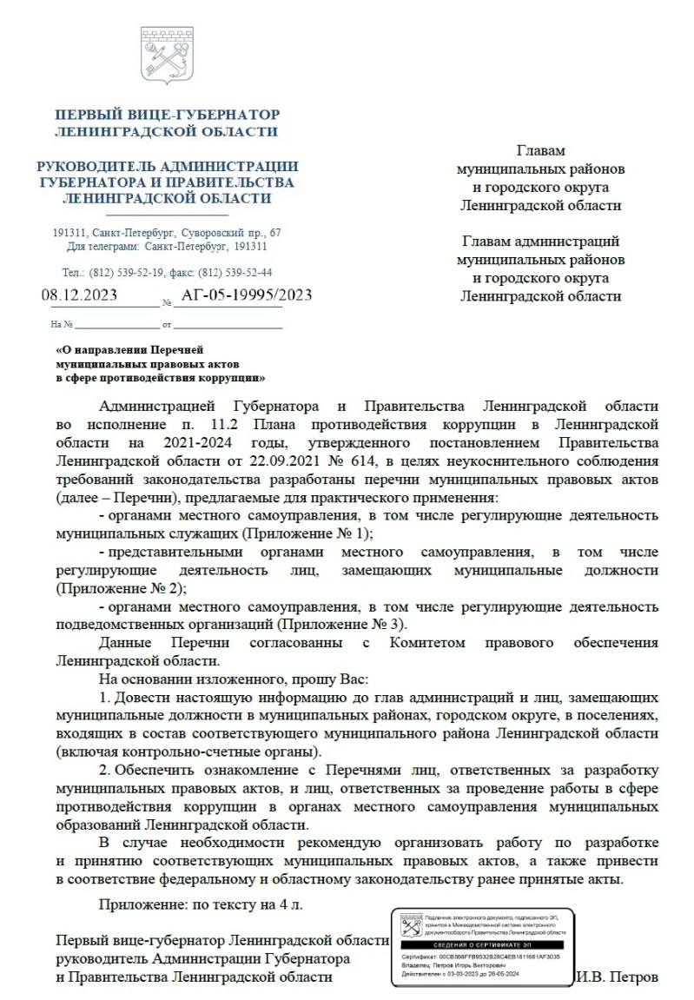 ПЕРВЫЙ ВИЦЕ-ГУБЕРНАТОР
ЛЕНИНГРАДСКОЙ ОБЛАСТИ
РУКОВОДИТЕЛЬ АДМИНИСТРАЦИИ
ГУБЕРНАТОРА И ПРАВИТЕЛЬСТВА
ЛЕНИНГРАДСКОЙ ОБЛАСТИ
191311, Санкт-Петербург, Суворовский пр., 67
Для телеграмм: Санкт-Петербург, 191311
Тел.: (812) 539-52-19, факс: (812) 539-52-44
08.12.2023 № АГ-05-19995/2023
На № от
Главам
муниципальных районов
и городского округа
Ленинградской области
Главам администраций
муниципальных районов
и городского округа
Ленинградской области
«О направлении Перечней
муниципальных правовых актов
в сфере противодействия коррупции»
Администрацией Губернатора и Правительства Ленинградской области
во исполнение п. 11.2 Плана противодействия коррупции в Ленинградской
области на 2021-2024 годы, утвержденного постановлением Правительства
Ленинградской области от 22.09.2021 № 614, в целях неукоснительного соблюдения
требований законодательства разработаны перечни муниципальных правовых актов
(далее – Перечни), предлагаемые для практического применения:
- органами местного самоуправления, в том числе регулирующие деятельность
муниципальных служащих (Приложение № 1);
- представительными органами местного самоуправления, в том числе
регулирующие деятельность лиц, замещающих муниципальные должности
(Приложение № 2);
- органами местного самоуправления, в том числе регулирующие деятельность
подведомственных организаций (Приложение № 3).
Данные Перечни согласованны с Комитетом правового обеспечения
Ленинградской области.
На основании изложенного, прошу Вас:
1. Довести настоящую информацию до глав администраций и лиц, замещающих
муниципальные должности в муниципальных районах, городском округе, в поселениях,
входящих в состав соответствующего муниципального района Ленинградской области
(включая контрольно-счетные органы).
2. Обеспечить ознакомление с Перечнями лиц, ответственных за разработку
муниципальных правовых актов, и лиц, ответственных за проведение работы в сфере
противодействия коррупции в органах местного самоуправления муниципальных
образований Ленинградской области.
В случае необходимости рекомендую организовать работу по разработке
и принятию соответствующих муниципальных правовых актов, а также привести
в соответствие федеральному и областному законодательству ранее принятые акты.
Приложение: по тексту на 4 л.
Первый вице-губернатор Ленинградской области
руководитель Администрации Губернатора
и Правительства Ленинградской области
Подлинник электронного документа, подписанного ЭП,
хранится в Межведомственной системе электронного
документооборота Правительства Ленинградской области
СВЕДЕНИЯ О СЕРТИФИКАТЕ ЭП
Сертификат: 00CB568FFB9532B28C4EB1811661AF3035
Владелец: Петров Игорь Викторович
Действителен с 03-03-2023 до 26-05-2024
И.В. Петров